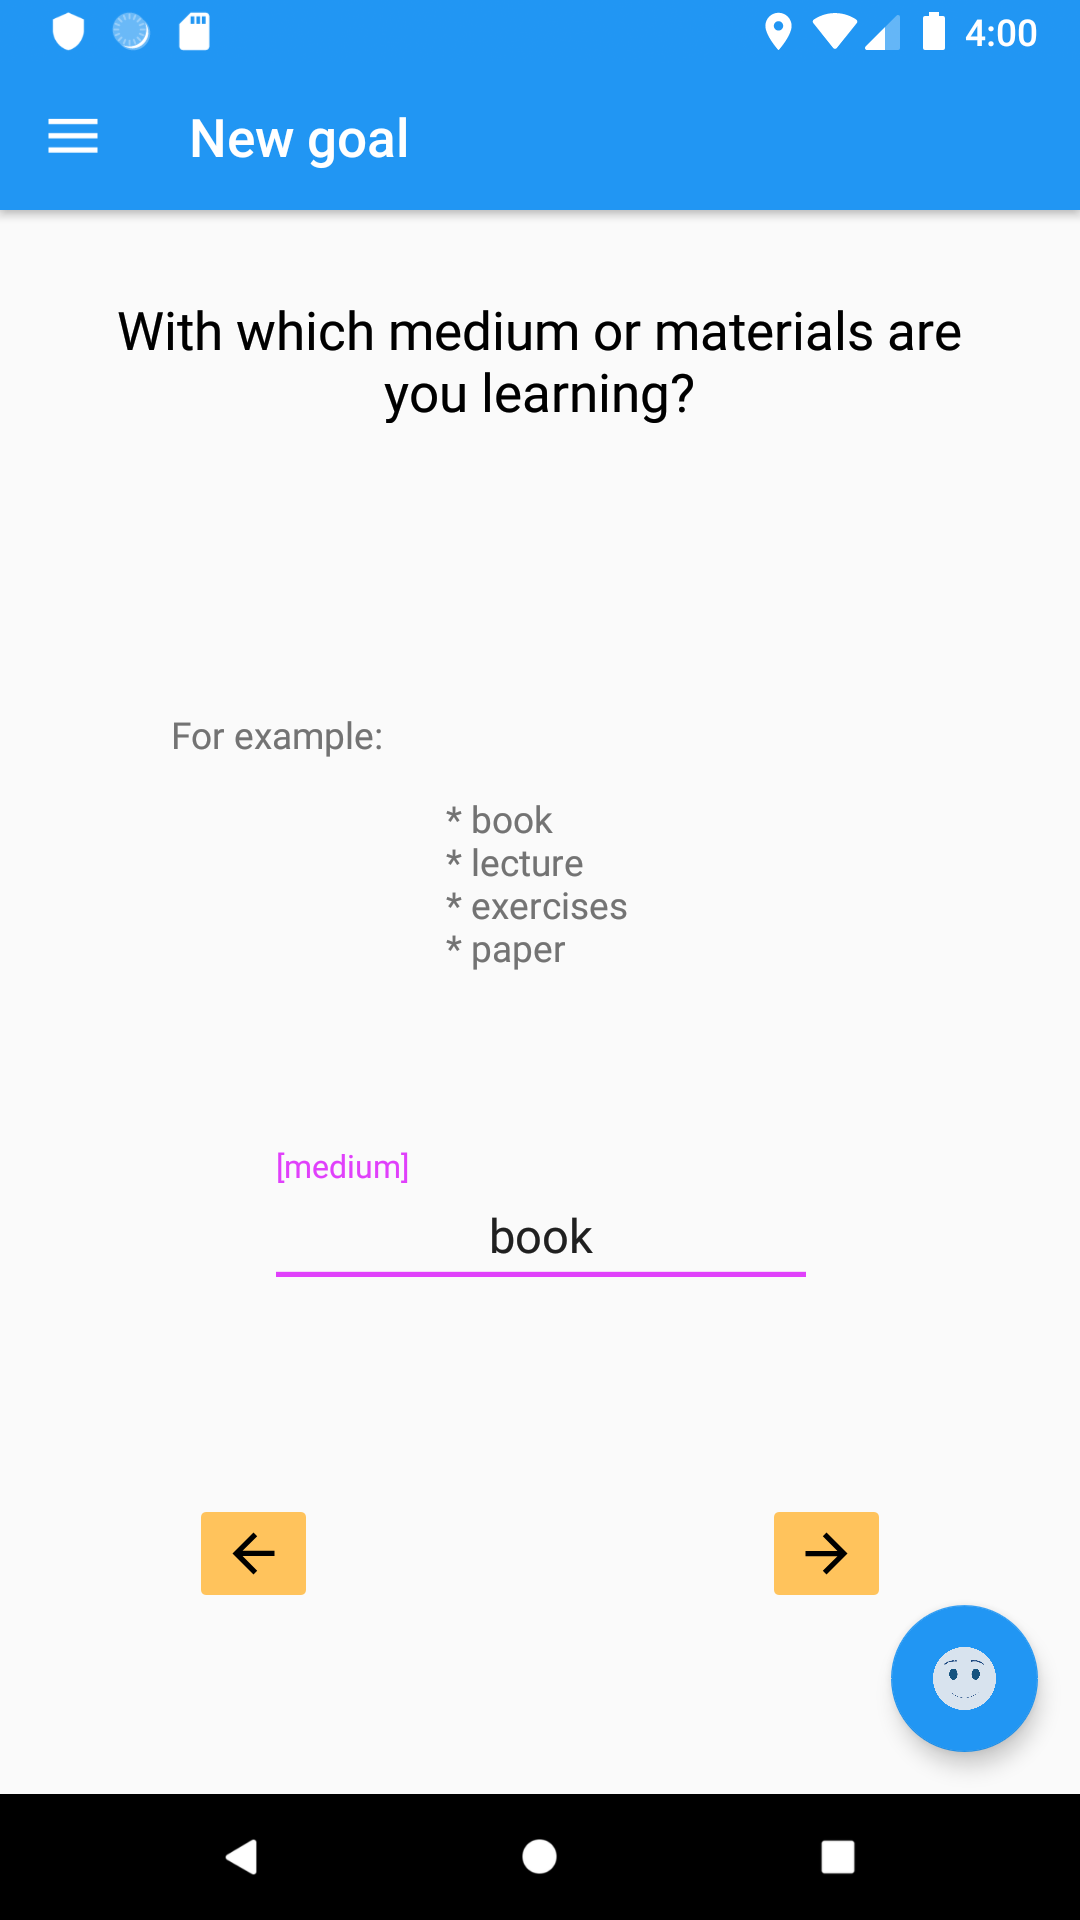 4:00
New goal
With which medium or materials are
you learning?
For example:
* book
* lecture
* exercises
* paper
[medium]
book